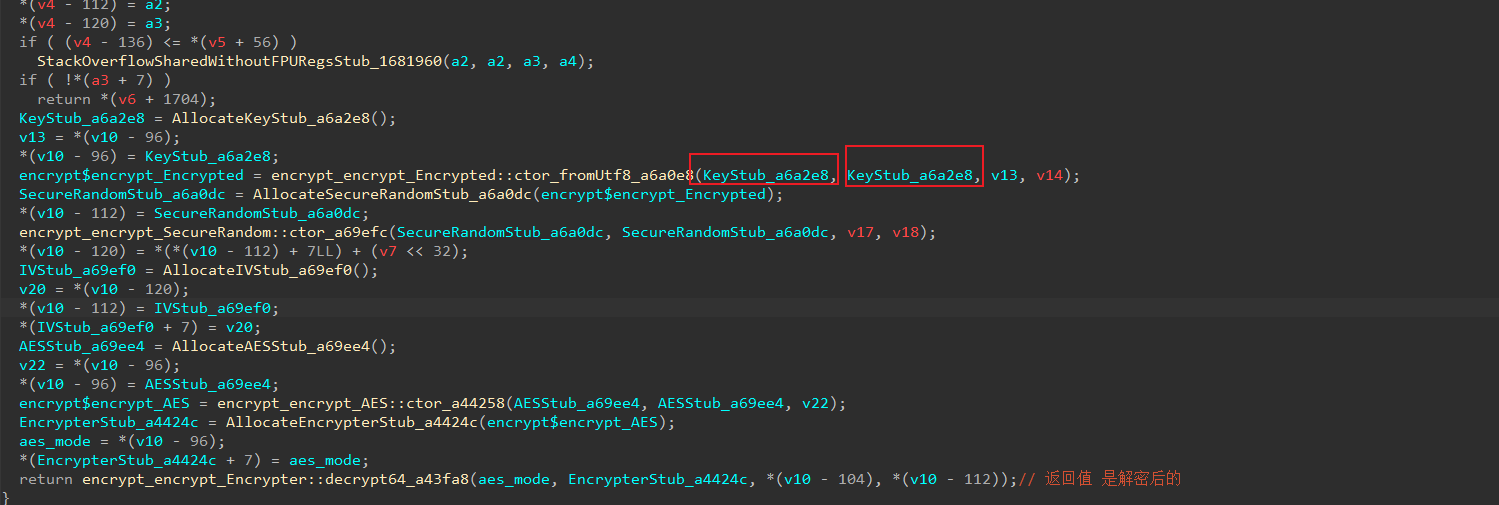 *(v4 - 112) = a2;
*(v4 - 120) = a3;
if ( (v4 - 136) <= *(v5 + 56) )
StackOverflowSharedWithoutFPURegsStub_1681960(a2, a2, a3, a4);
if ( !*(a3 + 7) )
return *(v6 + 1704);
KeyStub_a6a2e8 = AllocateKeyStub_a6a2e8();
v13 = *(v10 - 96);
*(v10 - 96) = KeyStub_a6a2e8;
encrypt$encrypt_Encrypted = encrypt_encrypt_Encrypted::ctor_fromUtf8_a6a0e8(KeyStub_a6a2e8, KeyStub_a6a2e8, v13, v14);
SecureRandomStub_a6a0dc = AllocateSecureRandomStub_a6a0dc(encrypt$encrypt_Encrypted);
*(v10 - 112) = SecureRandomStub_a6a0dc;
encrypt_encrypt_SecureRandom::ctor_a69efc(SecureRandomStub_a6a0dc, SecureRandomStub_a6a0dc, v17, v18);
*(v10 - 120) = *(*(v10 - 112) + 7LL) + (v7 << 32);
IVStub_a69ef0 = AllocateIVStub_a69ef0();
v20 = *(v10 - 120);
*(v10 - 112) = IVStub_a69ef0;
*(IVStub_a69ef0 + 7) = v20;
AESStub_a69ee4 = AllocateAESStub_a69ee4();
v22 = *(v10 - 96);
*(v10 - 96) = AESStub_a69ee4;
encrypt$encrypt_AES = encrypt_encrypt_AES::ctor_a44258(AESStub_a69ee4, AESStub_a69ee4, v22);
EncrypterStub_a4424c = AllocateEncrypterStub_a4424c(encrypt$encrypt_AES);
aes_mode = *(v10 - 96);
*(EncrypterStub_a4424c + 7) = aes_mode;
return encrypt_encrypt_Encrypter::decrypt64_a43fa8(aes_mode, EncrypterStub_a4424c, *(v10 - 104), *(v10 - 112));// 返回值 是解密后的
}